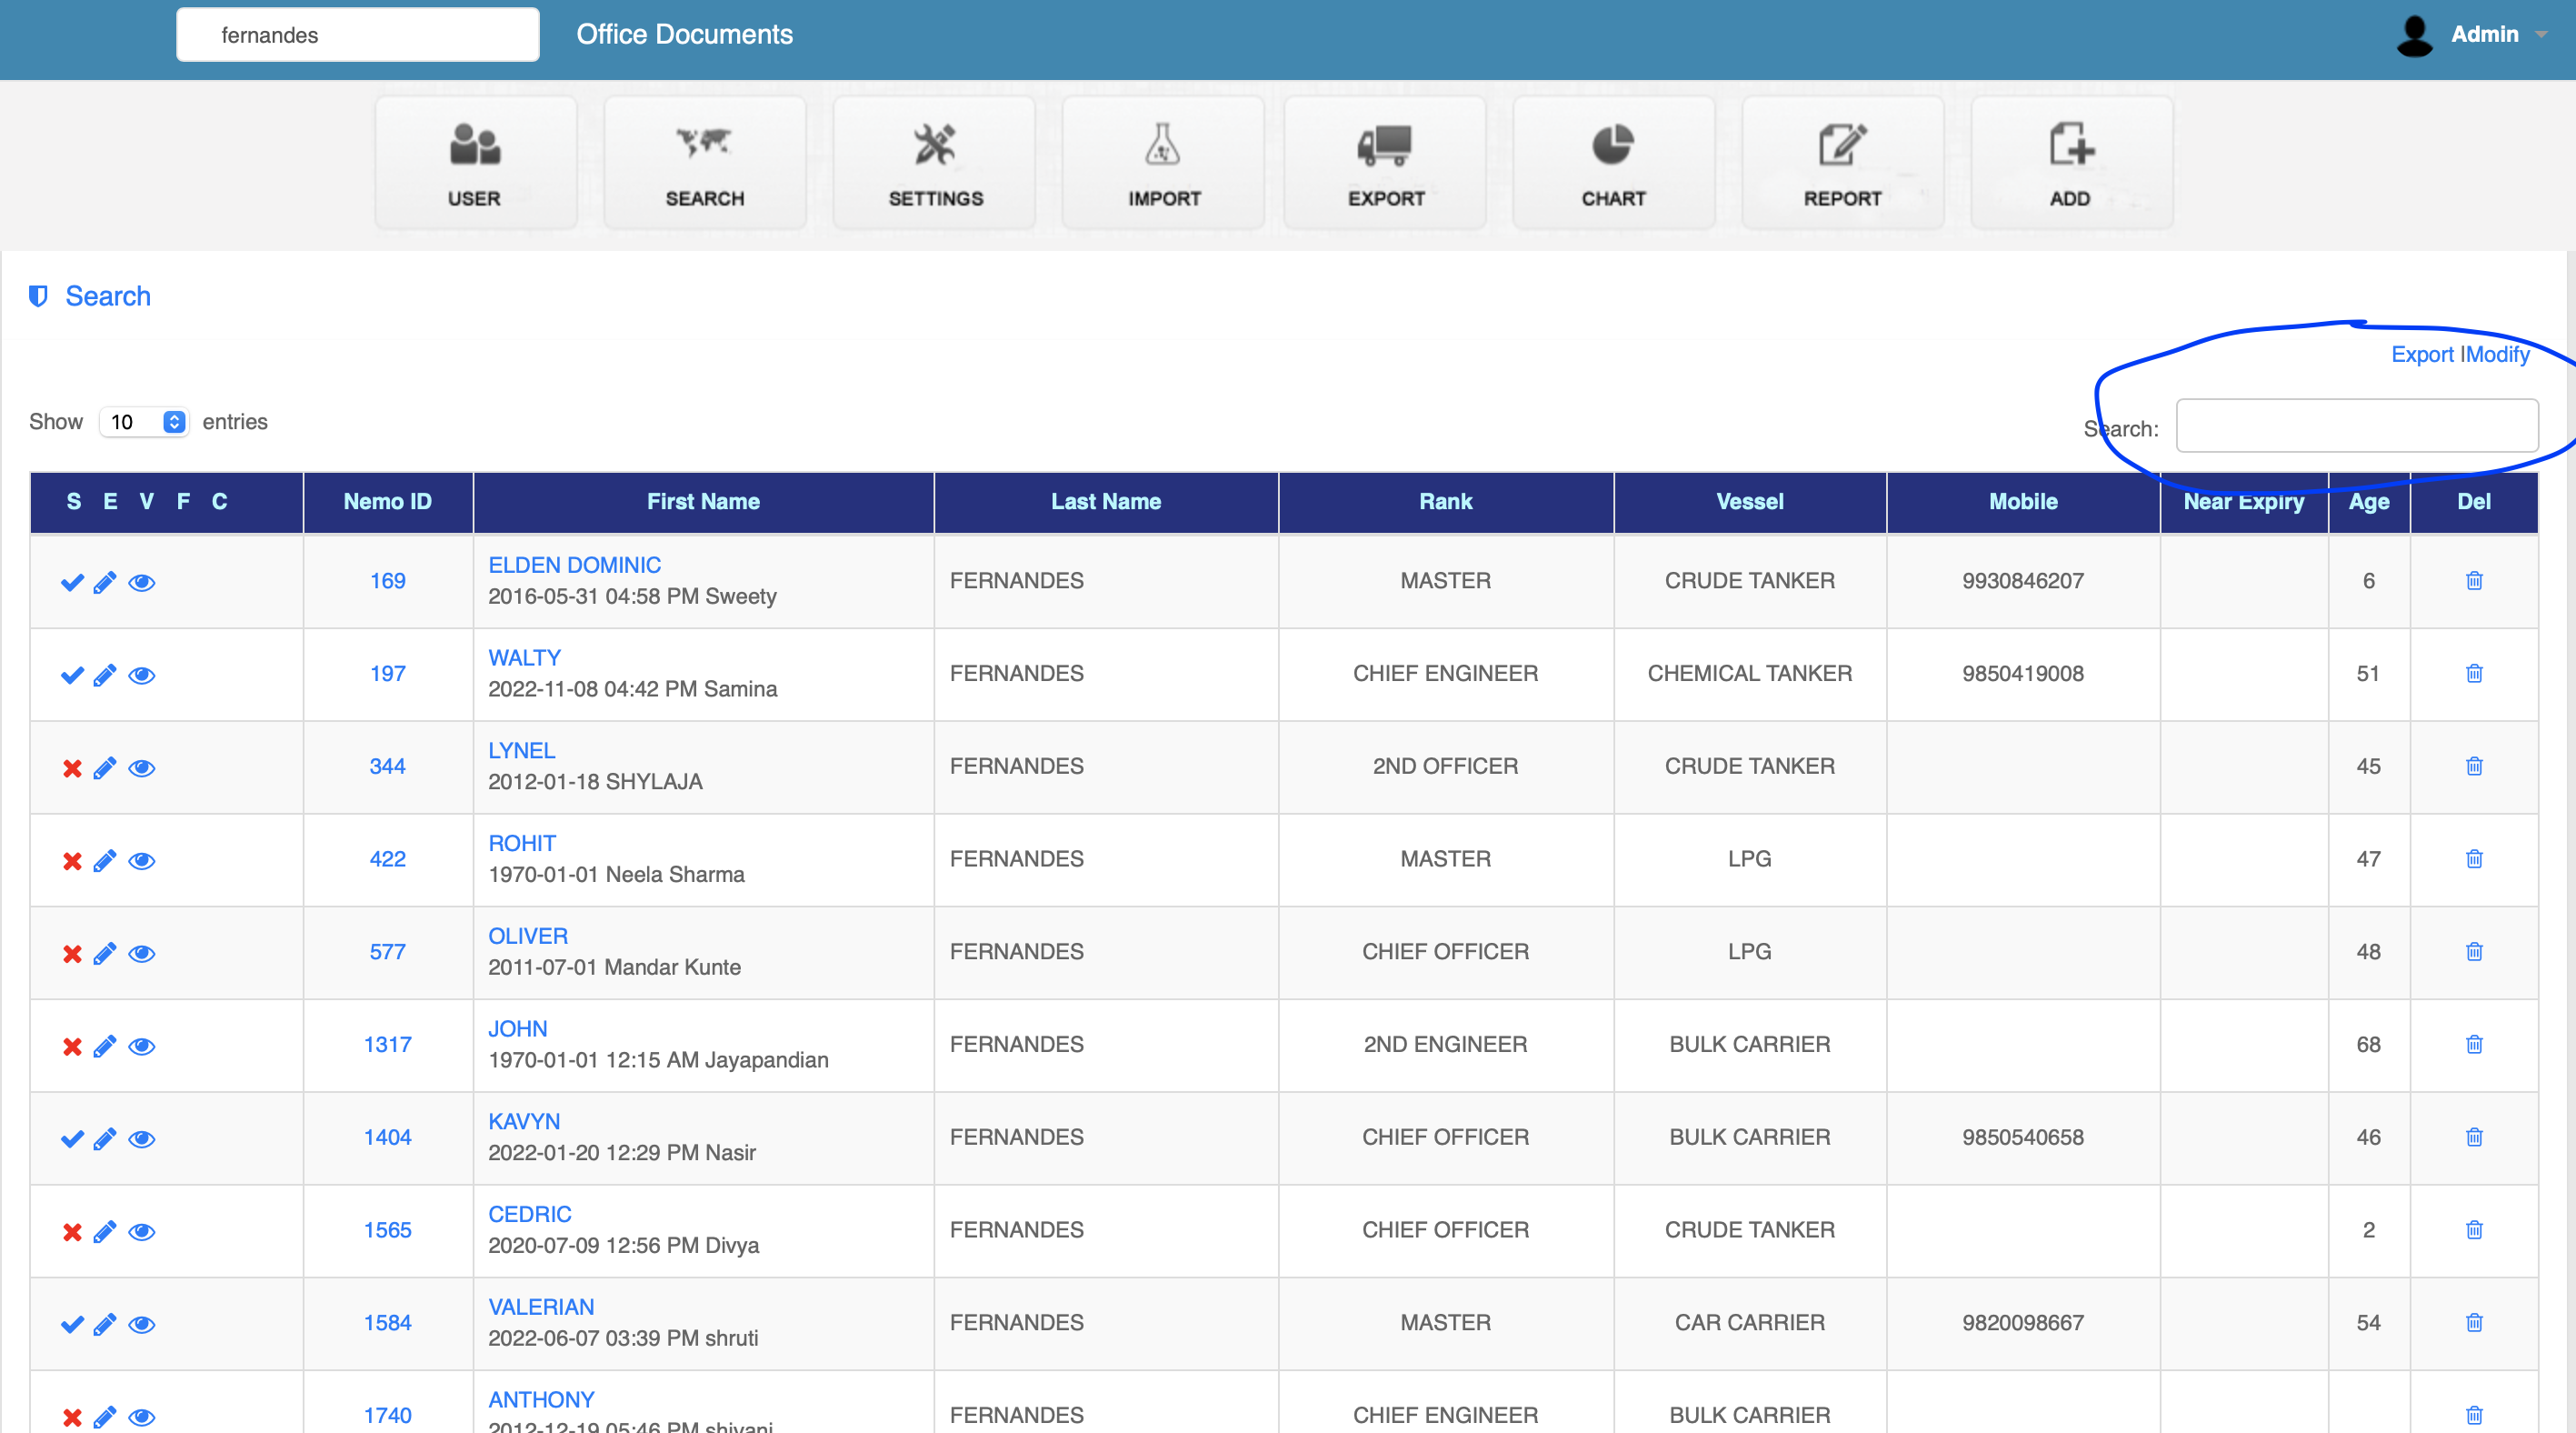 fernandes Office Documents Admin
USER SEARCH SETTINGS IMPORT EXPORT CHART REPORT ADD
Search
Export |Modify
Show 10 entries Search:
S E V F C Nemo ID First Name Last Name Rank Vessel Mobile Near Expiry Age Del
169 ELDEN DOMINIC FERNANDES MASTER CRUDE TANKER 9930846207 6
2016-05-31 04:58 PM Sweety
197 WALTY FERNANDES CHIEF ENGINEER CHEMICAL TANKER 9850419008 51
2022-11-08 04:42 PM Samina
344 LYNEL FERNANDES 2ND OFFICER CRUDE TANKER 45
2012-01-18 SHYLAJA
422 ROHIT FERNANDES MASTER LPG 47
1970-01-01 Neela Sharma
577 OLIVER FERNANDES CHIEF OFFICER LPG 48
2011-07-01 Mandar Kunte
1317 JOHN FERNANDES 2ND ENGINEER BULK CARRIER 68
1970-01-01 12:15 AM Jayapandian
1404 KAVYN FERNANDES CHIEF OFFICER BULK CARRIER 9850540658 46
2022-01-20 12:29 PM Nasir
1565 CEDRIC FERNANDES CHIEF OFFICER CRUDE TANKER 2
2020-07-09 12:56 PM Divya
1584 VALERIAN FERNANDES MASTER CAR CARRIER 9820098667 54
2022-06-07 03:39 PM shruti
1740 ANTHONY FERNANDES CHIEF ENGINEER BULK CARRIER
2012-12-19 05:46 PM shivani